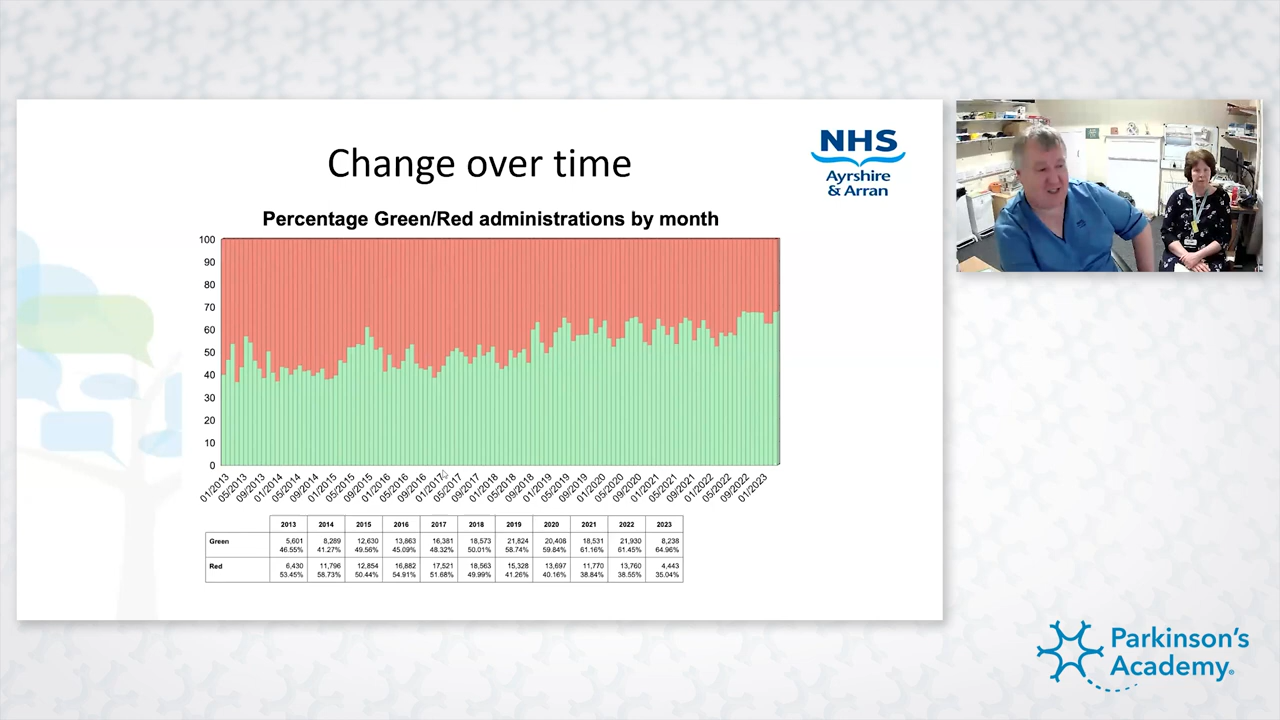 Change over time
NHS
Ayrshire
& Arran
Percentage Green/Red administrations by month
100
90
80
70
60
50
40
30
20
10
0
01/2013 05/2013 09/2013 01/2014 05/2014 09/2014 01/2015 05/2015 09/2015 01/2016 05/2016 09/2016 01/2017 05/2017 09/2017 01/2018 05/2018 09/2018 01/2019 05/2019 09/2019 01/2020 05/2020 09/2020 01/2021 05/2021 09/2021 01/2022 05/2022 09/2022 01/2023
2013 2014 2015 2016 2017 2018 2019 2020 2021 2022 2023
Green 5,601 8,289 12,630 13,863 16,381 18,573 21,824 20,408 18,531 21,930 8,238
46.55% 41.27% 49.56% 45.09% 48.32% 50.01% 58.74% 59.84% 61.16% 61.45% 64.96%
Red 6,430 11,796 12,854 16,882 17,521 18,563 15,328 13,697 11,770 13,760 4,443
53.45% 58.73% 50.44% 54.91% 51.68% 49.99% 41.26% 40.16% 38.84% 38.55% 35.04%
Parkinson's
Academy®